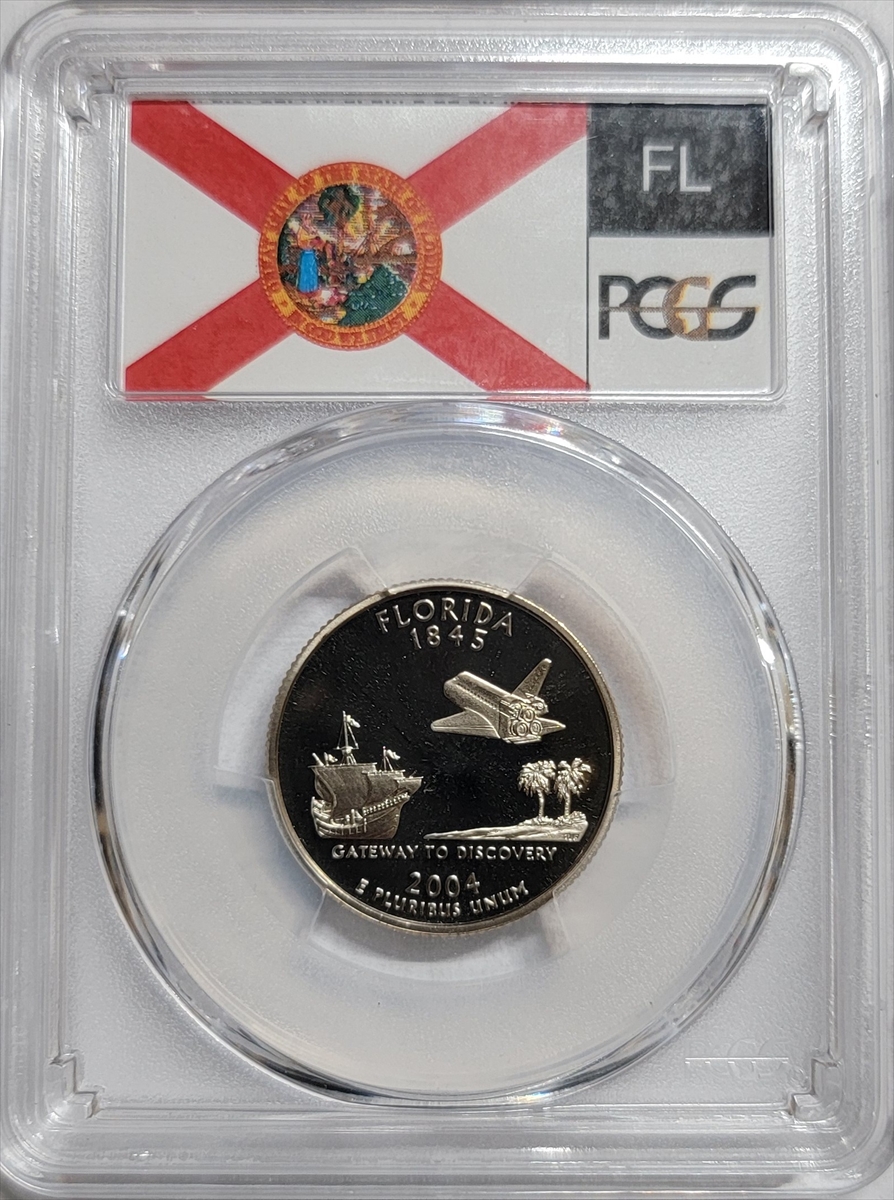 FL
PCGS
FLORIDA
1845
GATEWAY TO DISCOVERY
2004
E PLURIBUS UNUM